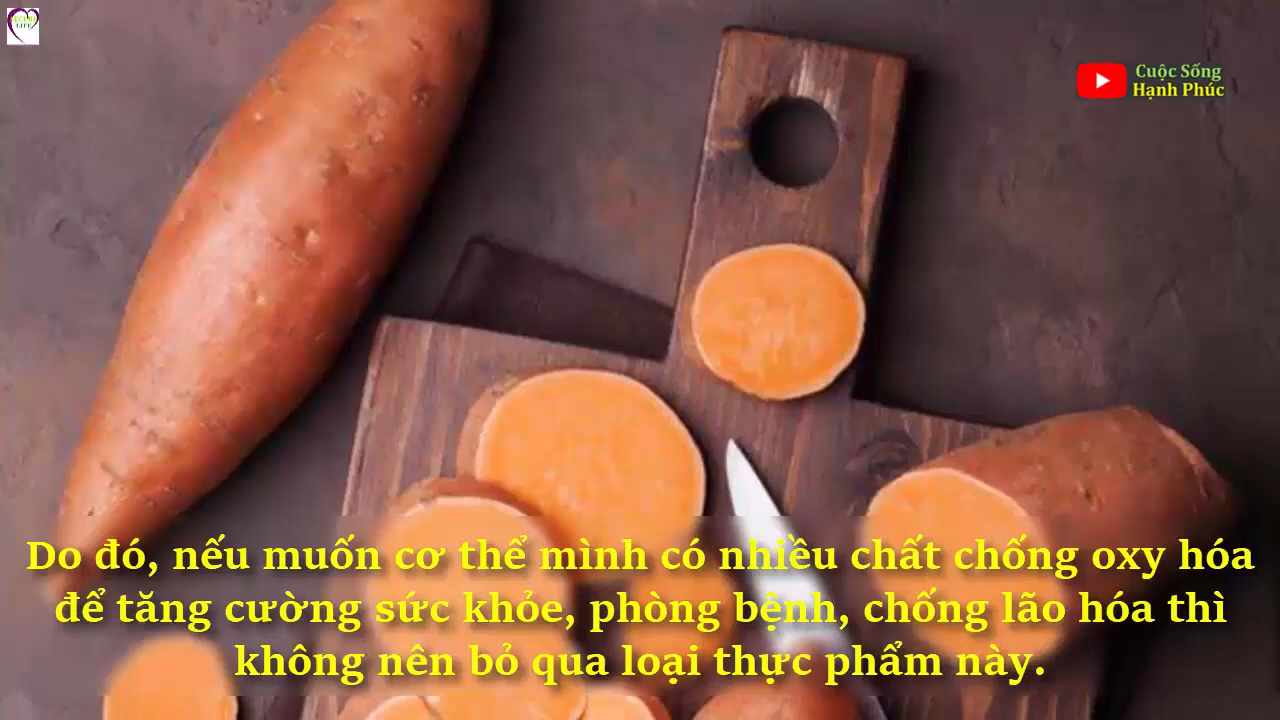 Cuộc Sống
Hạnh Phúc
Do đó, nếu muốn cơ thể mình có nhiều chất chống oxy hóa
để tăng cường sức khỏe, phòng bệnh, chống lão hóa thì
không nên bỏ qua loại thực phẩm này.